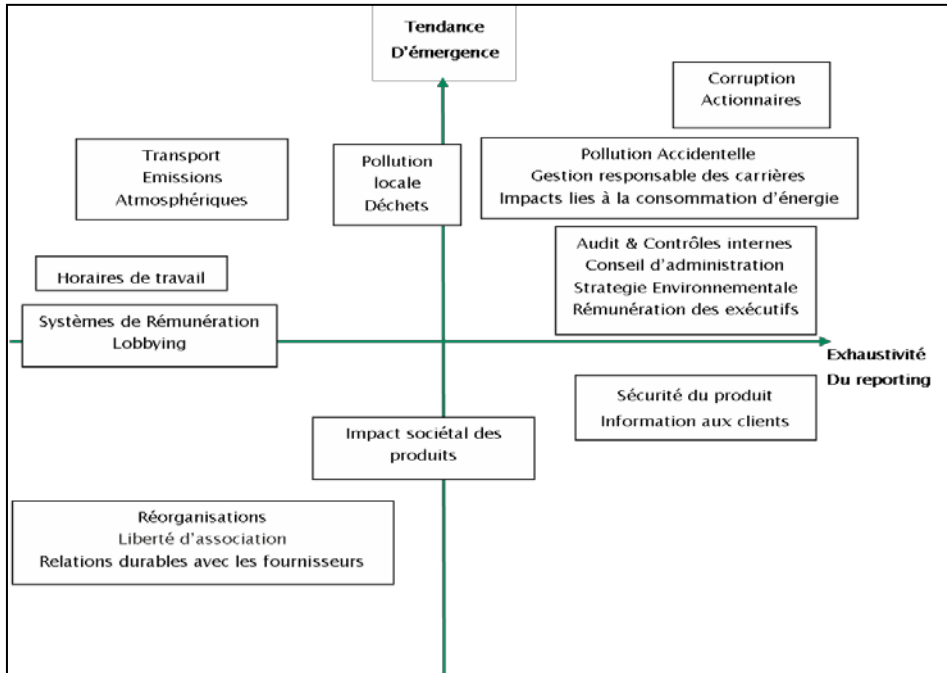 Tendance
D'émergence
Corruption
Actionnaires
Transport
Emissions
Atmosphériques
Pollution
locale
Déchets
Pollution Accidentelle
Gestion responsable des carrières
Impacts lies à la consommation d'énergie
Audit & Contrôles internes
Conseil d'administration
Strategie Environnementale
Rémunération des exécutifs
Horaires de travail
Systèmes de Rémunération
Lobbying
Exhaustivité
Du reporting
Sécurité du produit
Information aux clients
Impact sociétal des
produits
Réorganisations
Liberté d'association
Relations durables avec les fournisseurs